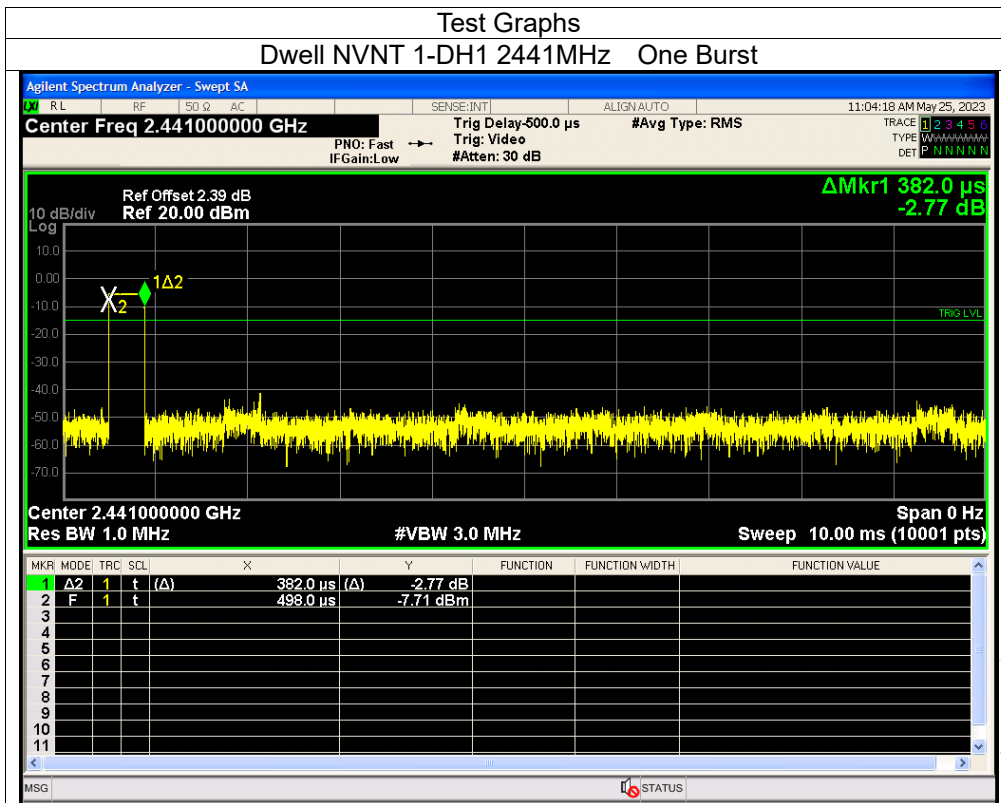 Test Graphs
Dwell NVNT 1-DH1 2441MHz One Burst
Agilent Spectrum Analyzer - Swept SA
LXI RL RF 50 Ω AC SENSE:INT ALIGN AUTO 11:04:18 AM May 25, 2023
Center Freq 2.441000000 GHz Trig Delay-500.0 µs #Avg Type: RMS TRACE 1 2 3 4 5 6
PNO: Fast Trig: Video TYPE WWWWWW
IFGain:Low #Atten: 30 dB DET P N N N N N
ΔMkr1 382.0 µs
-2.77 dB
Ref Offset 2.39 dB
10 dB/div Ref 20.00 dBm
Log
10.0
0.00
1Δ2
-10.0
2
TRIG LVL
-20.0
-30.0
-40.0
-50.0
-60.0
-70.0
Center 2.441000000 GHz Span 0 Hz
Res BW 1.0 MHz #VBW 3.0 MHz Sweep 10.00 ms (10001 pts)
MKR MODE TRC SCL X Y FUNCTION FUNCTION WIDTH FUNCTION VALUE
1 Δ2 1 t (Δ) 382.0 µs (Δ) -2.77 dB
2 F 1 t 498.0 µs -7.71 dBm
3
4
5
6
7
8
9
10
11
MSG STATUS